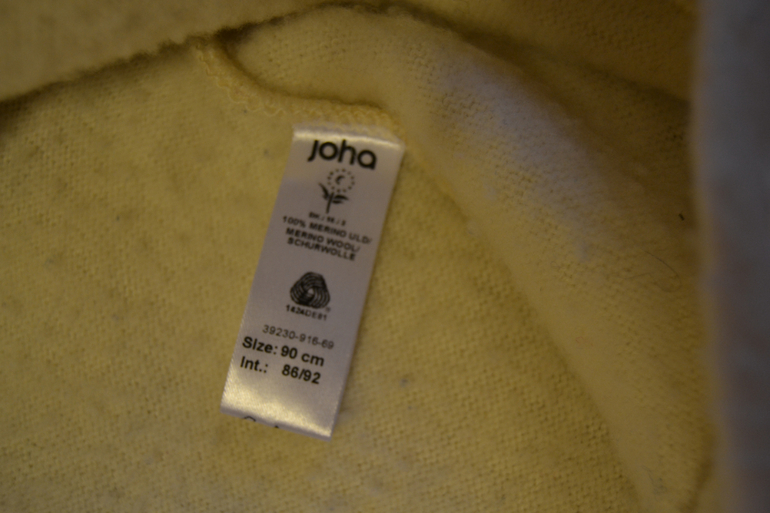 joha
100% MERINO ULD/
MERINO WOOL/
SCHURWOLLE
39230-916-69
Size: 90 cm
Int.: 86/92